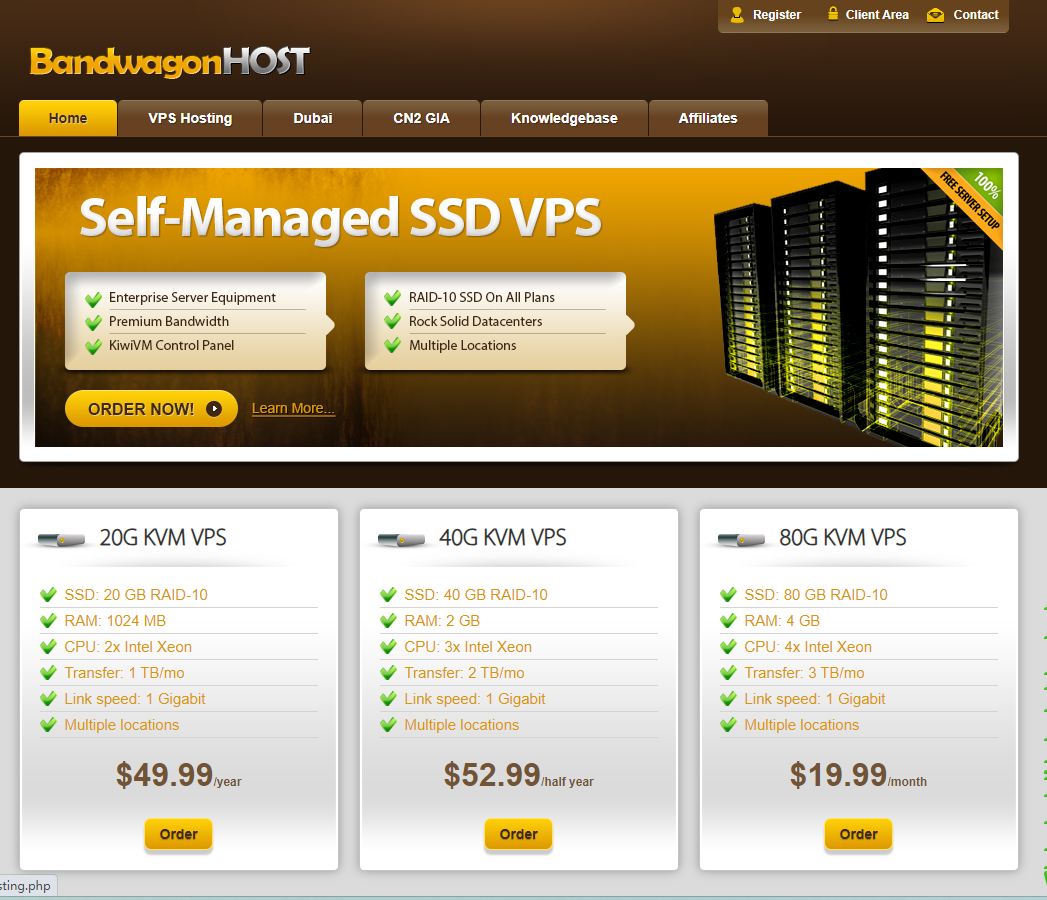 Register
Client Area
Contact
BandwagonHOST
Home
VPS Hosting
Dubai
CN2 GIA
Knowledgebase
Affiliates
Self-Managed SSD VPS
100%
FREE SERVER SETUP
Enterprise Server Equipment
Premium Bandwidth
KiwiVM Control Panel
RAID-10 SSD On All Plans
Rock Solid Datacenters
Multiple Locations
ORDER NOW!
Learn More...
20G KVM VPS
SSD: 20 GB RAID-10
RAM: 1024 MB
CPU: 2x Intel Xeon
Transfer: 1 TB/mo
Link speed: 1 Gigabit
Multiple locations
$49.99/year
Order
40G KVM VPS
SSD: 40 GB RAID-10
RAM: 2 GB
CPU: 3x Intel Xeon
Transfer: 2 TB/mo
Link speed: 1 Gigabit
Multiple locations
$52.99/half year
Order
80G KVM VPS
SSD: 80 GB RAID-10
RAM: 4 GB
CPU: 4x Intel Xeon
Transfer: 3 TB/mo
Link speed: 1 Gigabit
Multiple locations
$19.99/month
Order
sting.php